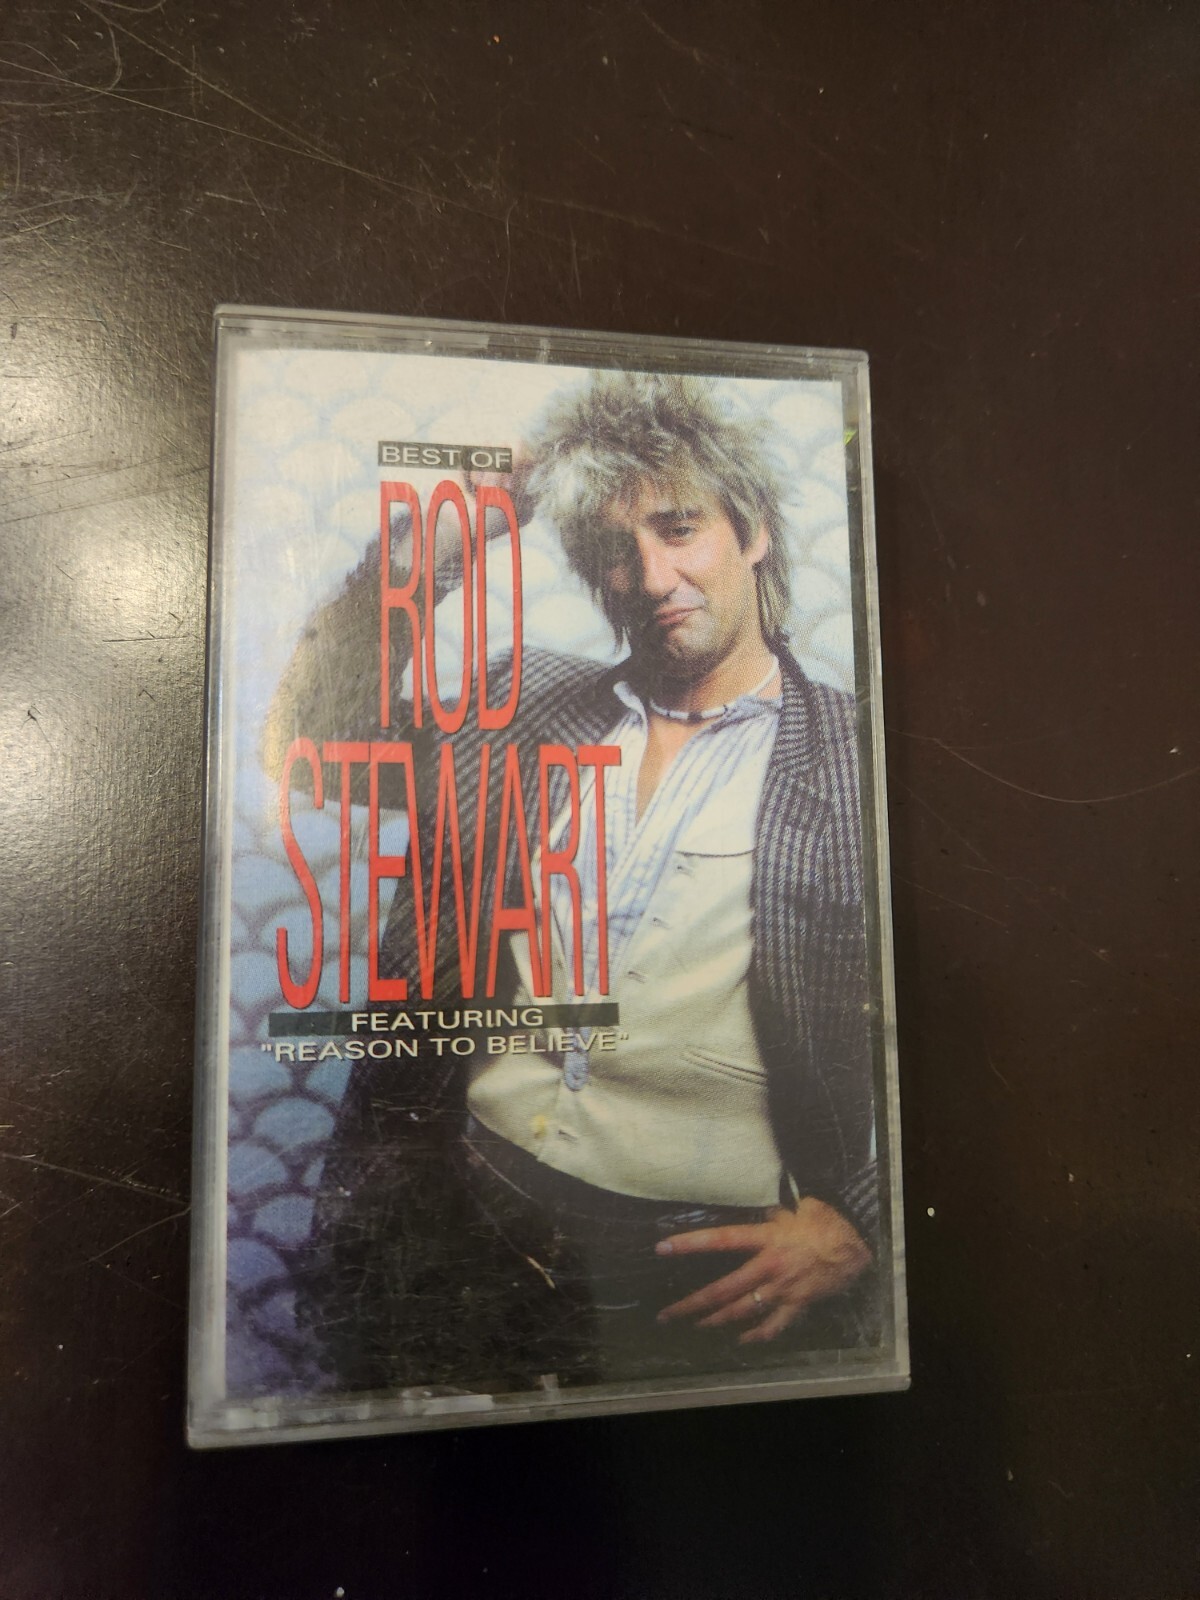 BEST OF
ROD
STEWART
FEATURING
"REASON TO BELIEVE"